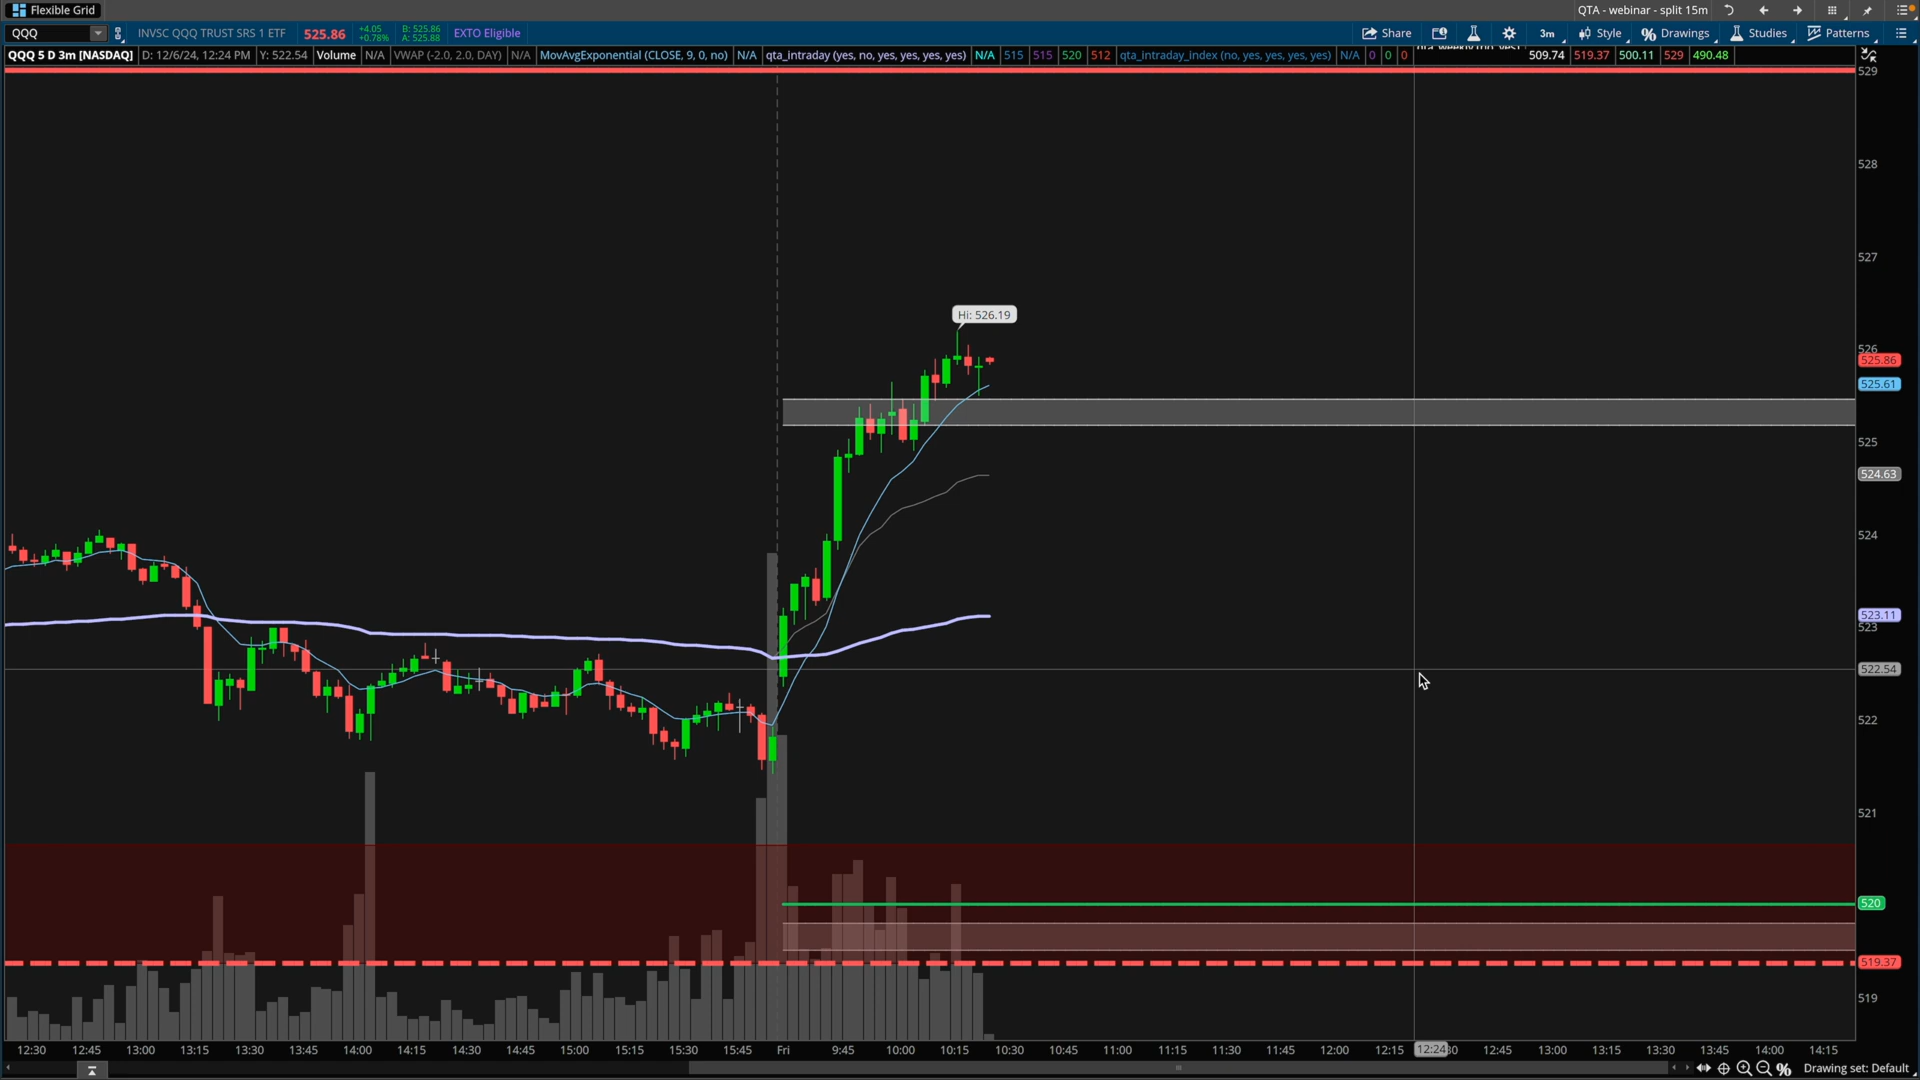 Flexible Grid
QTA - webinar - split 15m
QQQ
INVSC QQQ TRUST SRS 1 ETF
525.86
+4.05
+0.78%
B: 525.86
A: 525.88
EXTO Eligible
Share
3m
Style
Drawings
Studies
Patterns
QQQ 5 D 3m [NASDAQ]
D: 12/6/24, 12:24 PM
Y: 522.54
Volume
N/A
VWAP (-2.0, 2.0, DAY)
N/A
MovAvgExponential (CLOSE, 9, 0, no)
N/A
qta_intraday (yes, no, yes, yes, yes, yes)
N/A
515
515
520
512
qta_intraday_index (no, yes, yes, yes, yes)
N/A
0
0
0
509.74
519.37
500.11
529
490.48
529
528
527
Hi: 526.19
526
525.86
525.61
525
524.63
524
523.11
523
522.54
522
521
520
519.37
519
12:30 12:45 13:00 13:15 13:30 13:45 14:00 14:15 14:30 14:45 15:00 15:15 15:30 15:45 Fri 9:45 10:00 10:15 10:30 10:45 11:00 11:15 11:30 11:45 12:00 12:15 12:24 30 12:45 13:00 13:15 13:30 13:45 14:00 14:15
Drawing set: Default